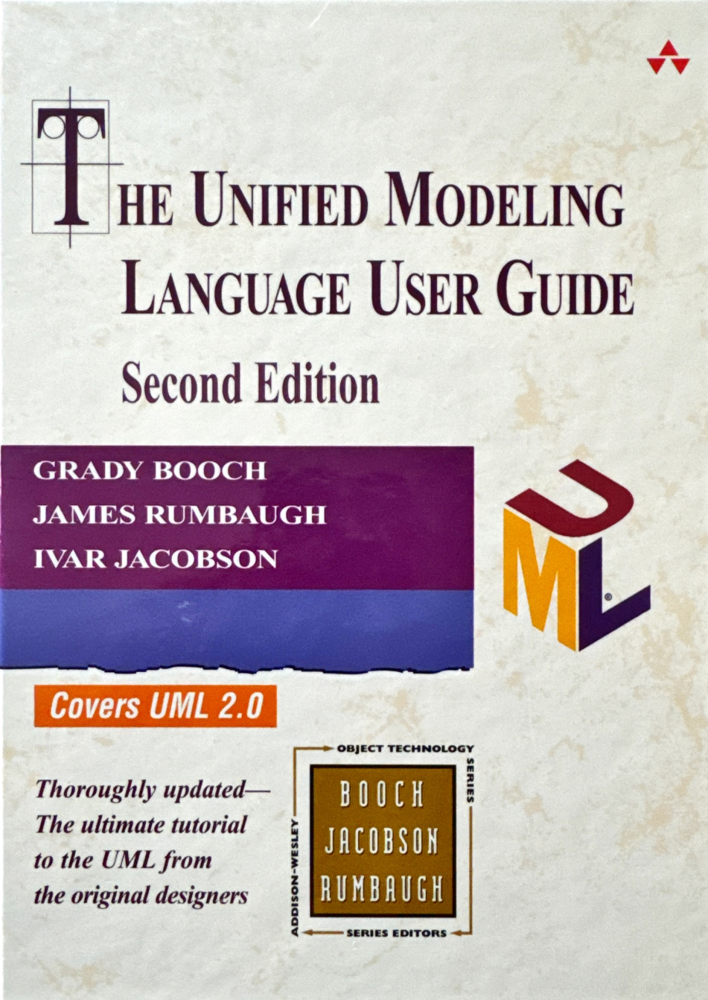 THE UNIFIED MODELING
LANGUAGE USER GUIDE
Second Edition
GRADY BOOCH
JAMES RUMBAUGH
IVAR JACOBSON
UML®
Covers UML 2.0
Thoroughly updated—
The ultimate tutorial
to the UML from
the original designers
OBJECT TECHNOLOGY
SERIES
BOOCH
JACOBSON
RUMBAUGH
ADDISON-WESLEY
SERIES EDITORS